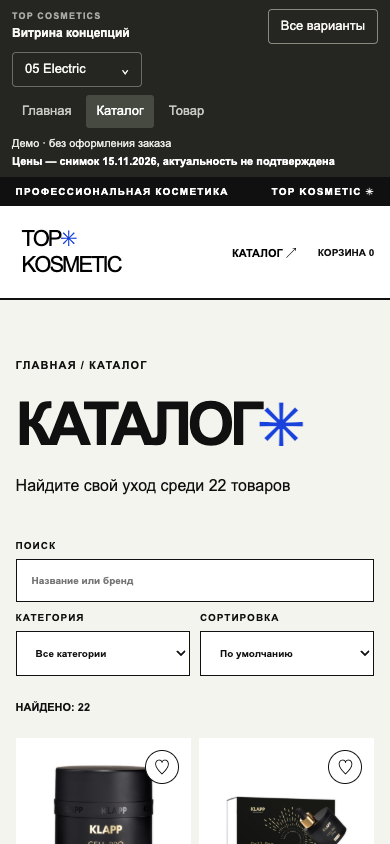 TOP COSMETICS
Витрина концепций
Все варианты
05 Electric
Главная
Каталог
Товар
Демо · без оформления заказа
Цены — снимок 15.11.2026, актуальность не подтверждена
ПРОФЕССИОНАЛЬНАЯ КОСМЕТИКА
TOP KOSMETIC ✳
TOP✳
KOSMETIC
КАТАЛОГ ↗
КОРЗИНА 0
ГЛАВНАЯ / КАТАЛОГ
КАТАЛОГ✳
Найдите свой уход среди 22 товаров
ПОИСК
Название или бренд
КАТЕГОРИЯ
СОРТИРОВКА
Все категории
По умолчанию
НАЙДЕНО: 22
KLAPP
KLAPP